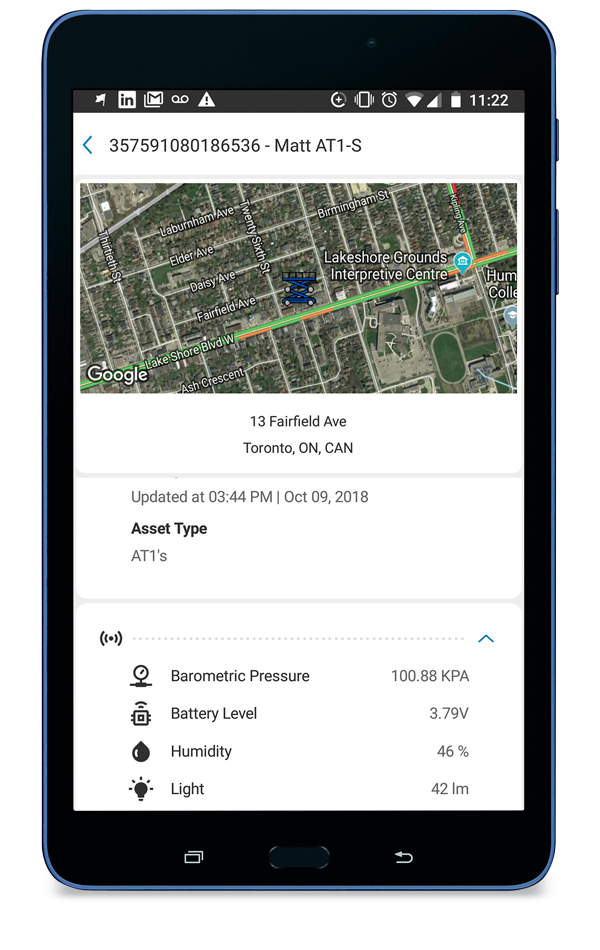 in
11:22
357591080186536 - Matt AT1-S
Laburnham Ave
Birmingham St
Kipling Ave
Thirtieth St
Twenty Sixth St
Elder Ave
Lakeshore Grounds
Interpretive Centre
Daisy Ave
Hum
Colle
Fairfield Ave
Lake Shore Blvd W
Google
Ash Crescent
13 Fairfield Ave
Toronto, ON, CAN
Updated at 03:44 PM | Oct 09, 2018
Asset Type
AT1's
Barometric Pressure 100.88 KPA
Battery Level 3.79V
Humidity 46 %
Light 42 lm